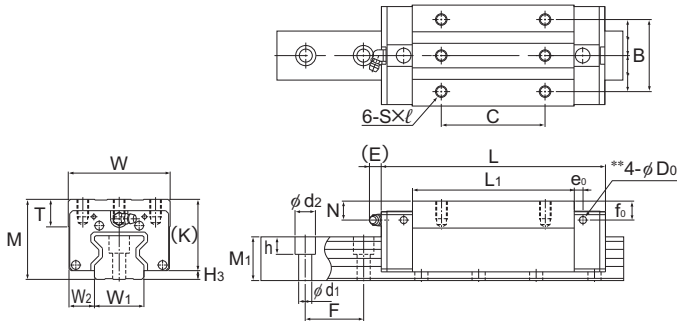 B
6-S×ℓ
C
(E)
L
L1
e0
**4-φD0
W
N
f0
T
M
(K)
φd2
h
M1
H3
W2
W1
φd1
F